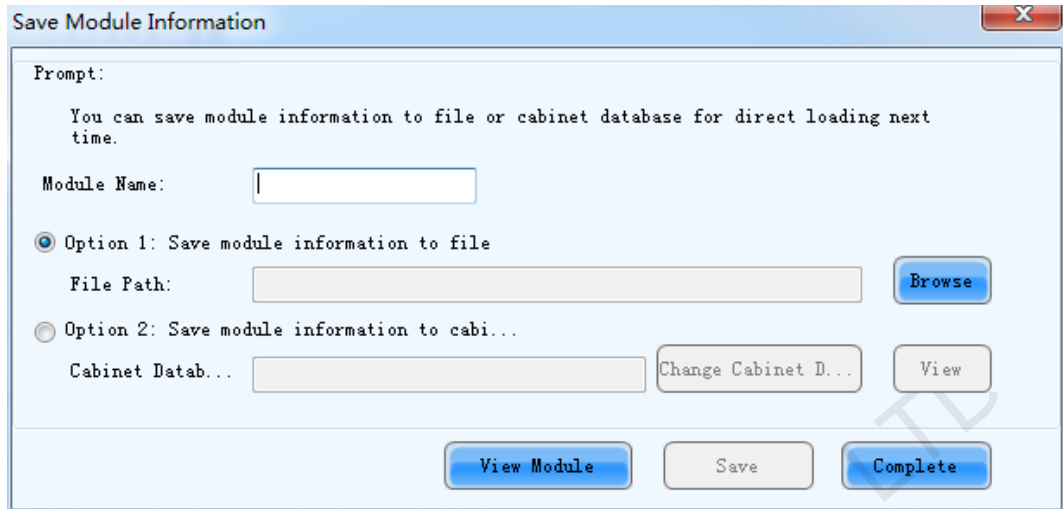 Save Module Information
Prompt:
You can save module information to file or cabinet database for direct loading next
time.
Module Name:
Option 1: Save module information to file
File Path:
Browse
Option 2: Save module information to cabi...
Cabinet Datab...
Change Cabinet D...
View
View Module
Save
Complete
LTD